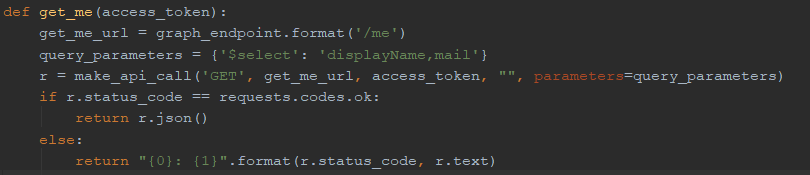 def get_me(access_token):
    get_me_url = graph_endpoint.format('/me')
    query_parameters = {'$select': 'displayName,mail'}
    r = make_api_call('GET', get_me_url, access_token, "", parameters=query_parameters)
    if r.status_code == requests.codes.ok:
        return r.json()
    else:
        return "{0}: {1}".format(r.status_code, r.text)